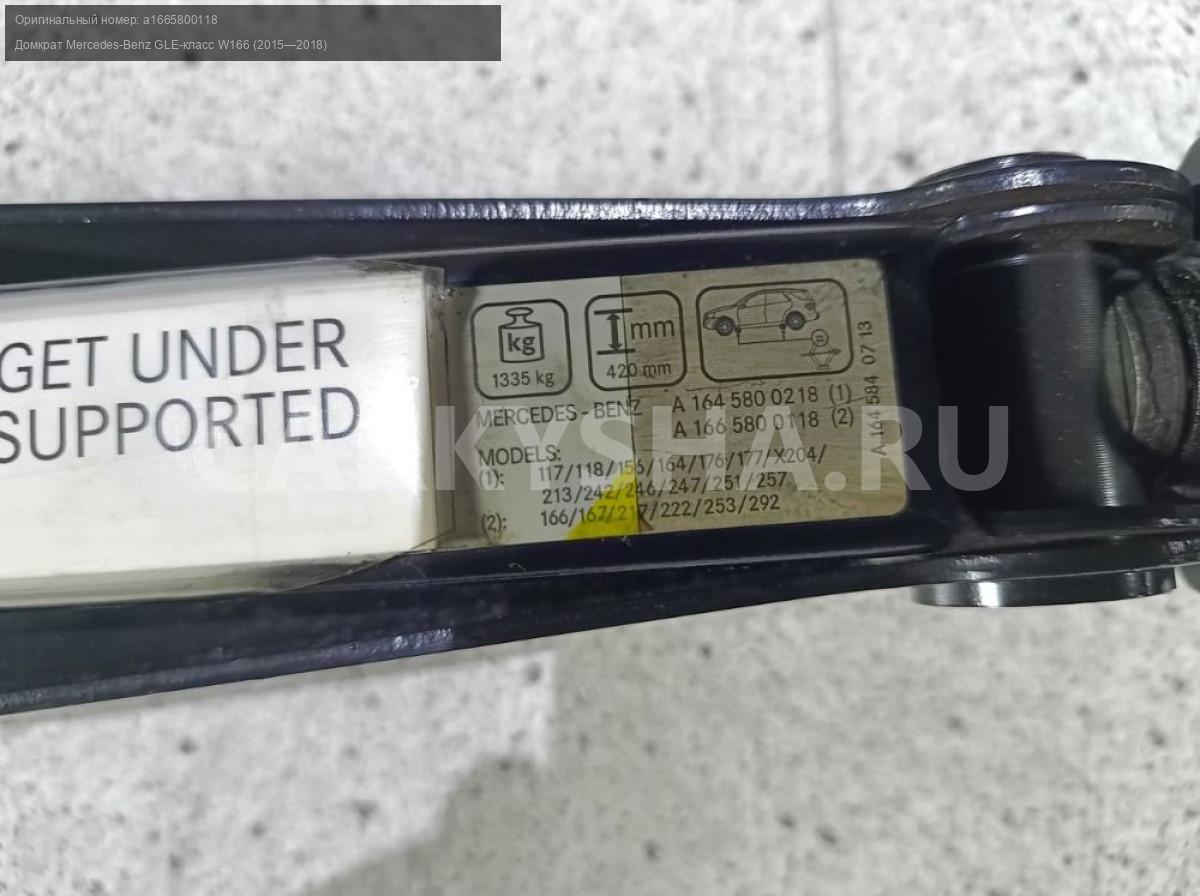 Оригинальный номер: a1665800118
Домкрат Mercedes-Benz GLE-класс W166 (2015—2018)
GET UNDER
SUPPORTED
kg
1335 kg
mm
420 mm
MERCEDES - BENZ
A 164 580 0218 (1)
A 166 580 0118 (2)
MODELS:
(1): 117/118/156/164/176/177/X204/
213/242/246/247/251/257
(2): 166/167/217/222/253/292
A 164 584 07 13
CARKYSHA.RU